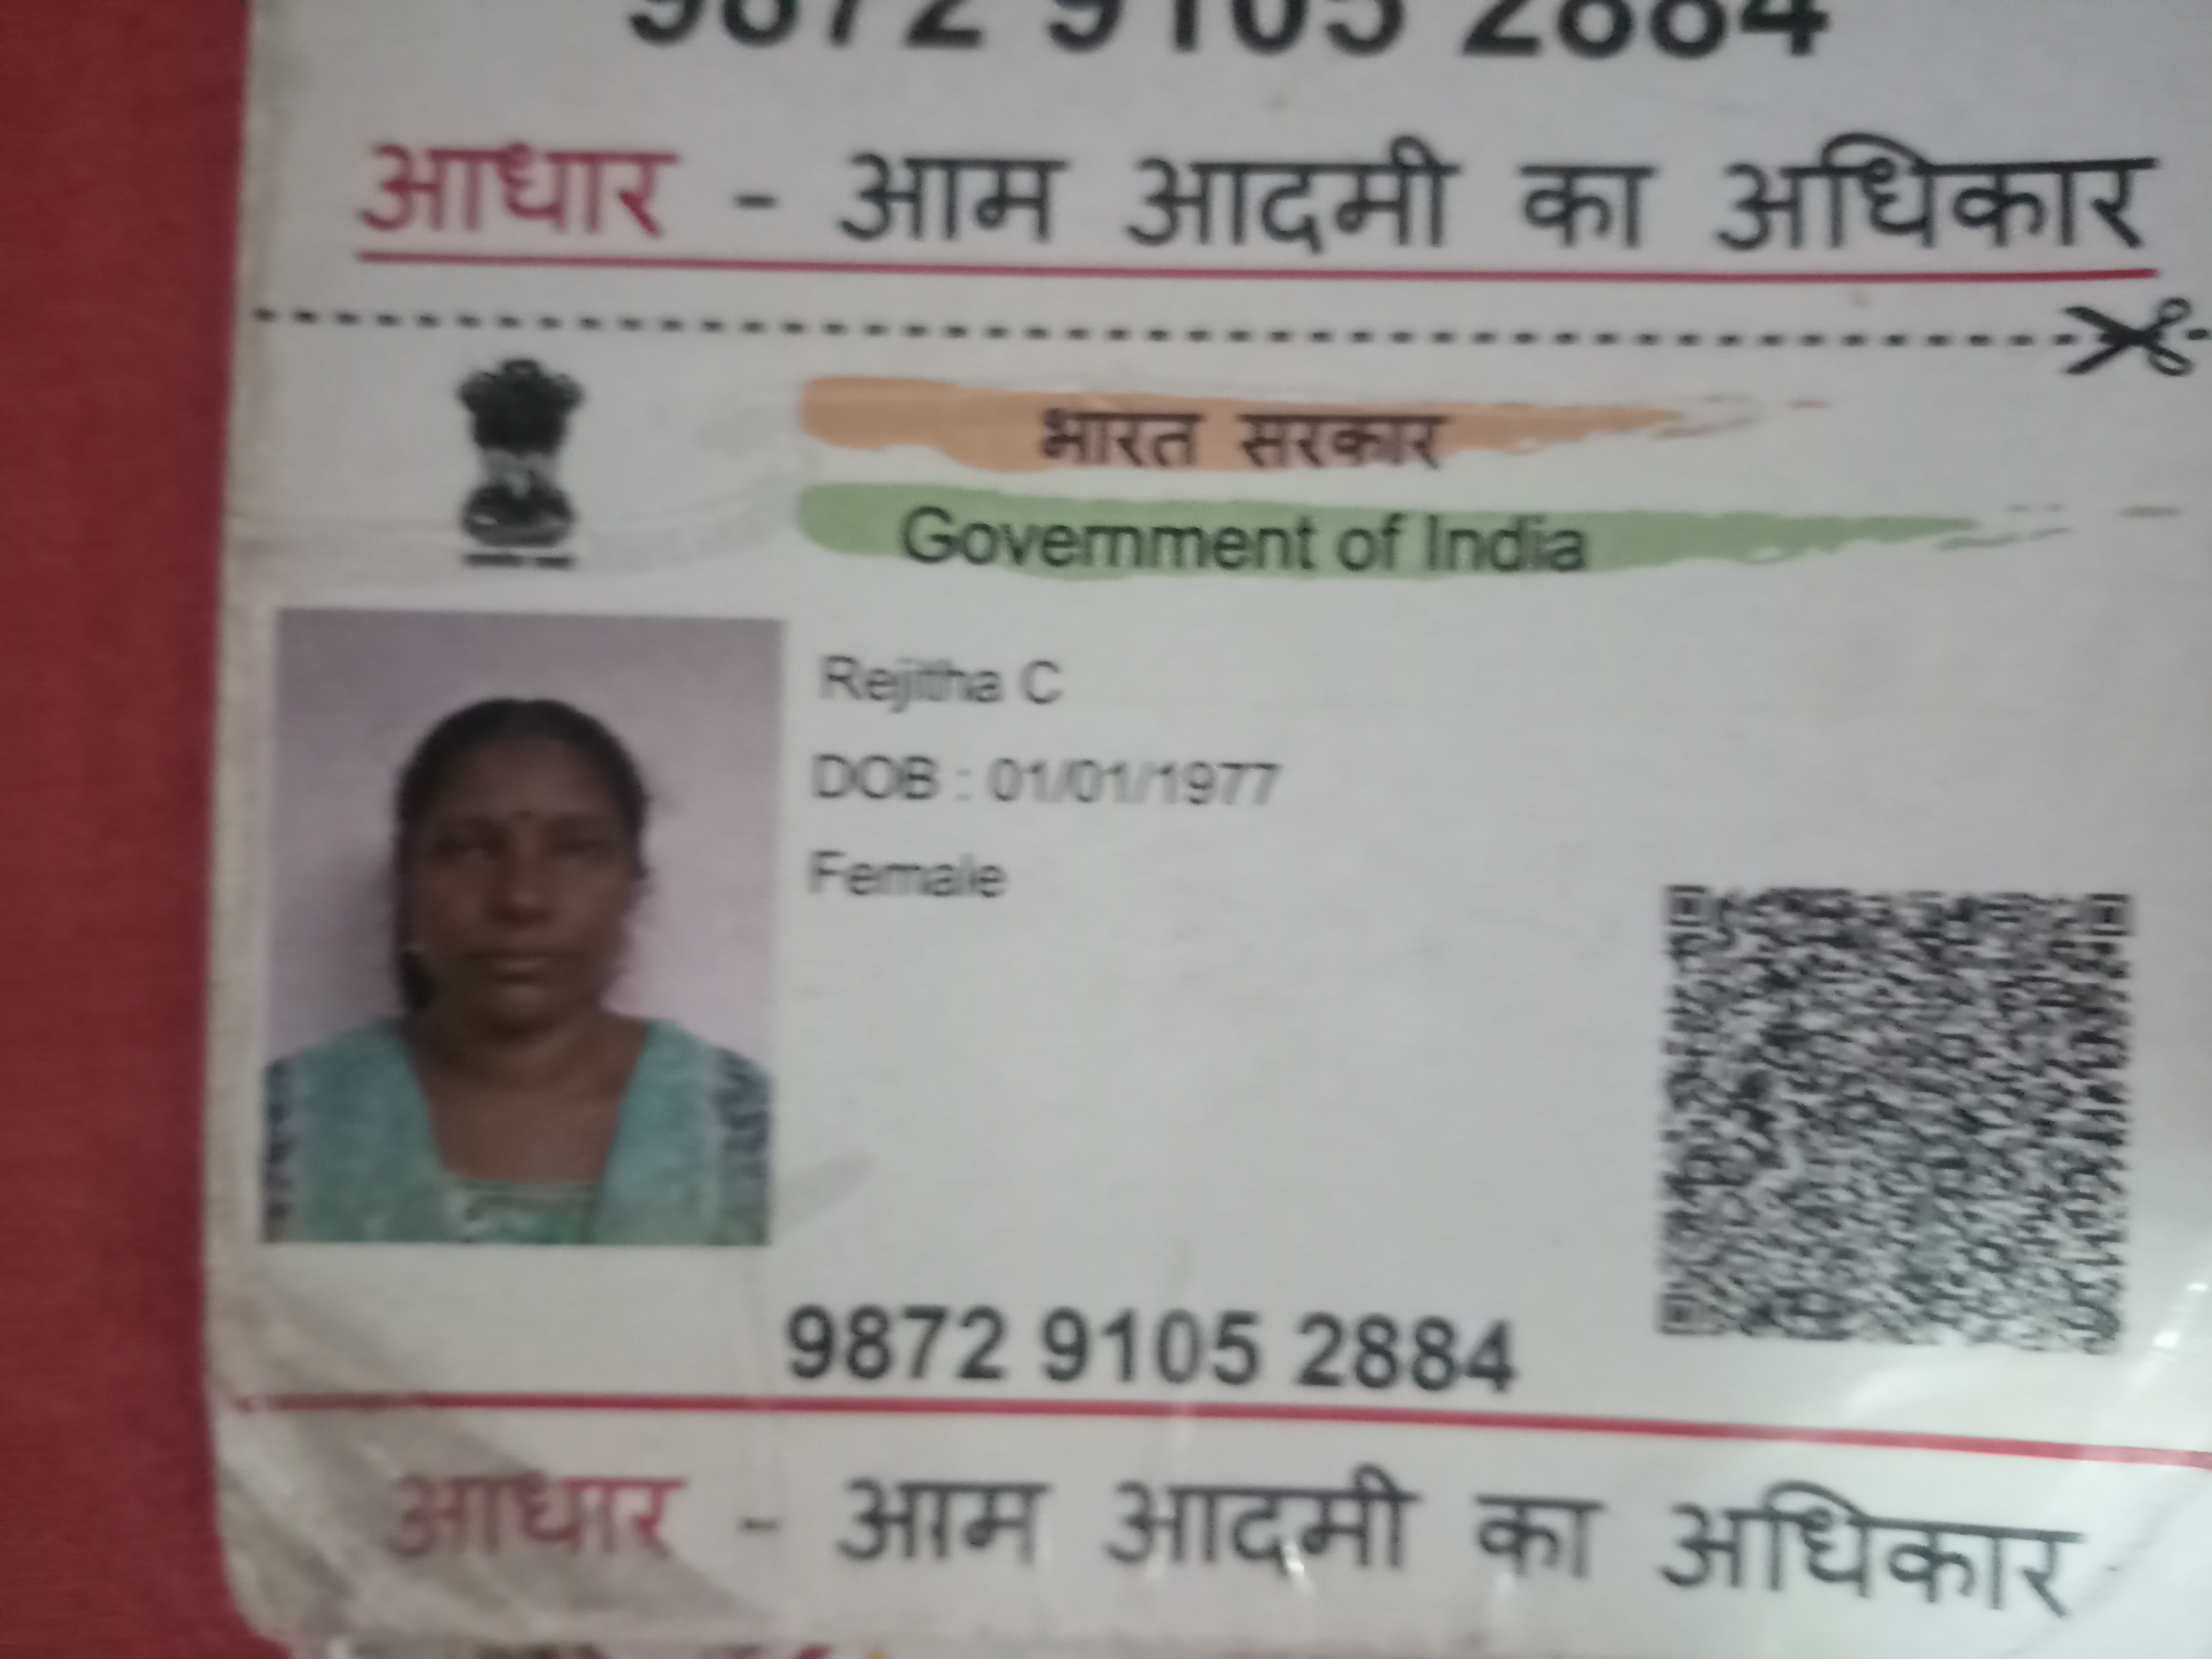 9872 9105 2884
आधार - आम आदमी का अधिकार
भारत सरकार
Government of India
Rejitha C
DOB : 01/01/1977
Female
9872 9105 2884
आधार - आम आदमी का अधिकार